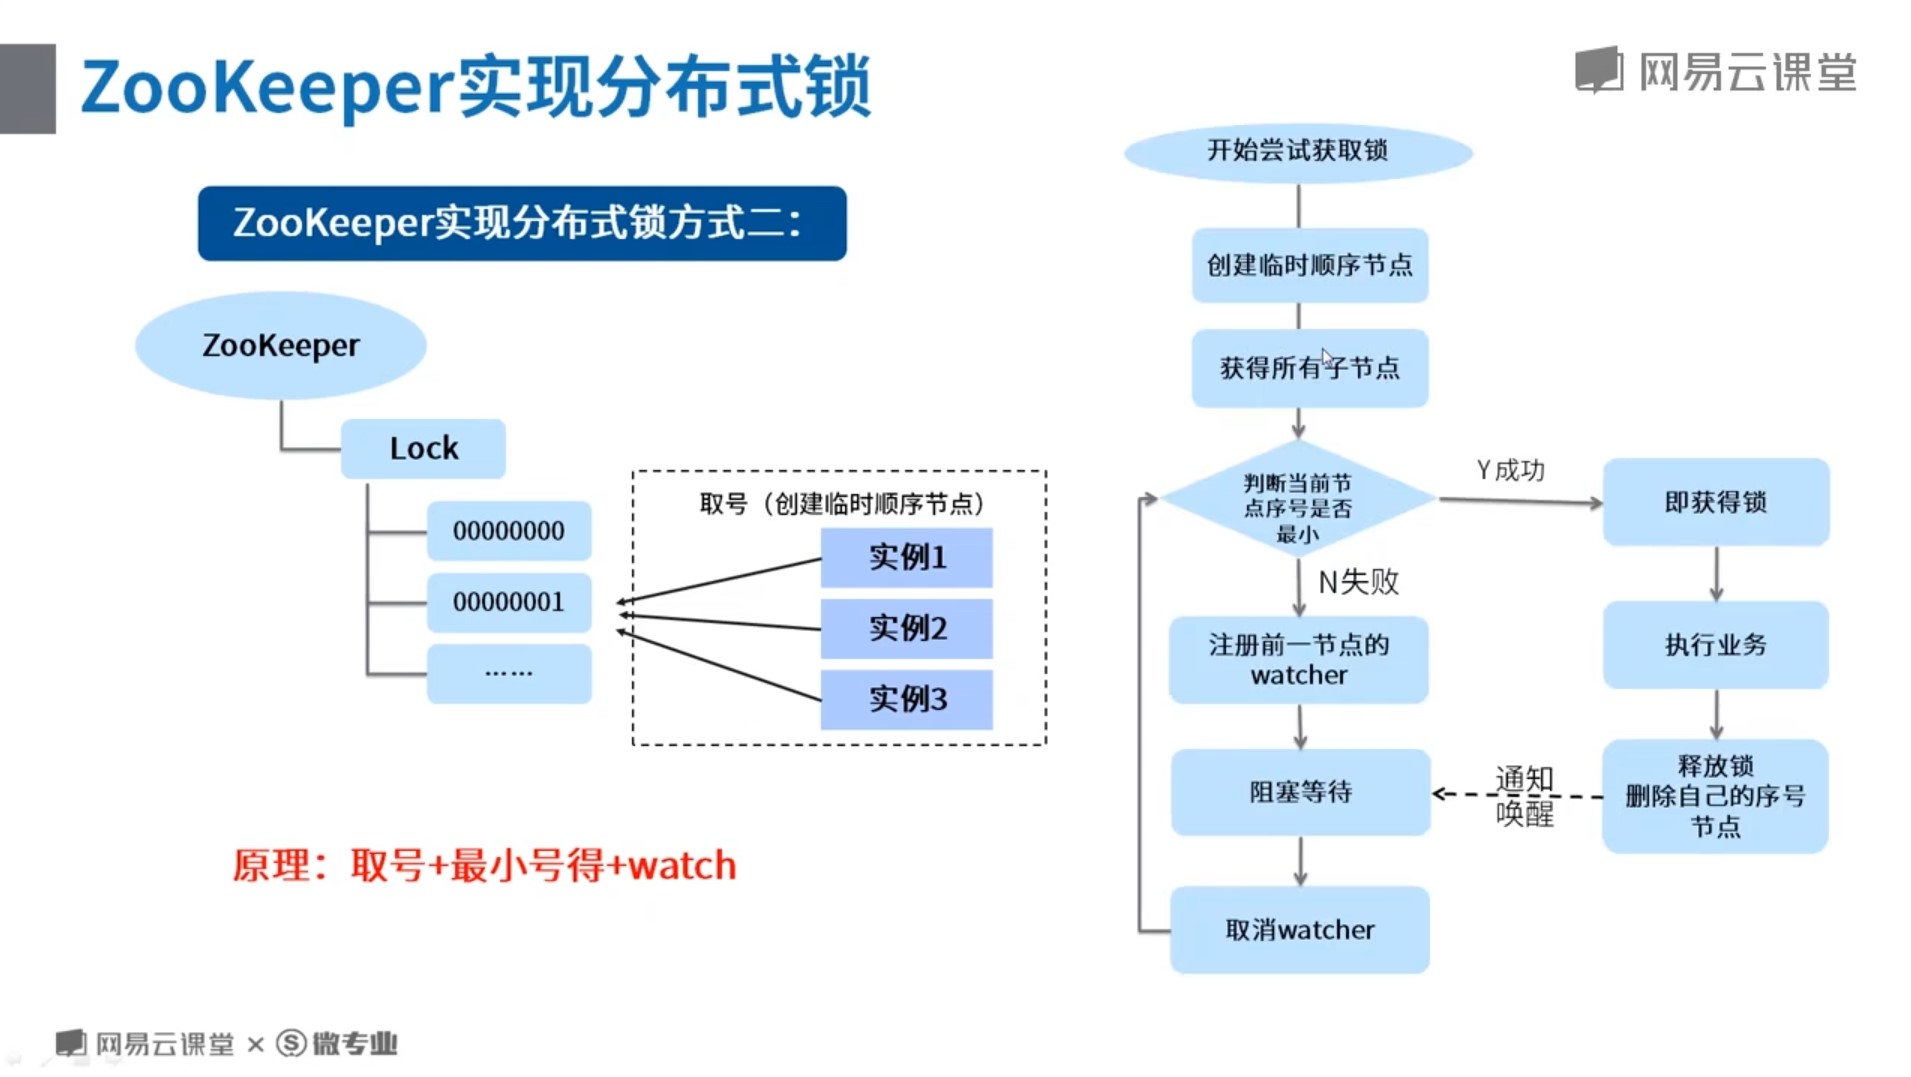 ZooKeeper实现分布式锁
网易云课堂
ZooKeeper实现分布式锁方式二：
ZooKeeper
Lock
00000000
00000001
……
取号（创建临时顺序节点）
实例1
实例2
实例3
原理：取号+最小号得+watch
开始尝试获取锁
创建临时顺序节点
获得所有子节点
判断当前节
点序号是否
最小
Y成功
即获得锁
N失败
注册前一节点的
watcher
执行业务
阻塞等待
通知
唤醒
释放锁
删除自己的序号
节点
取消watcher
网易云课堂 × 微专业